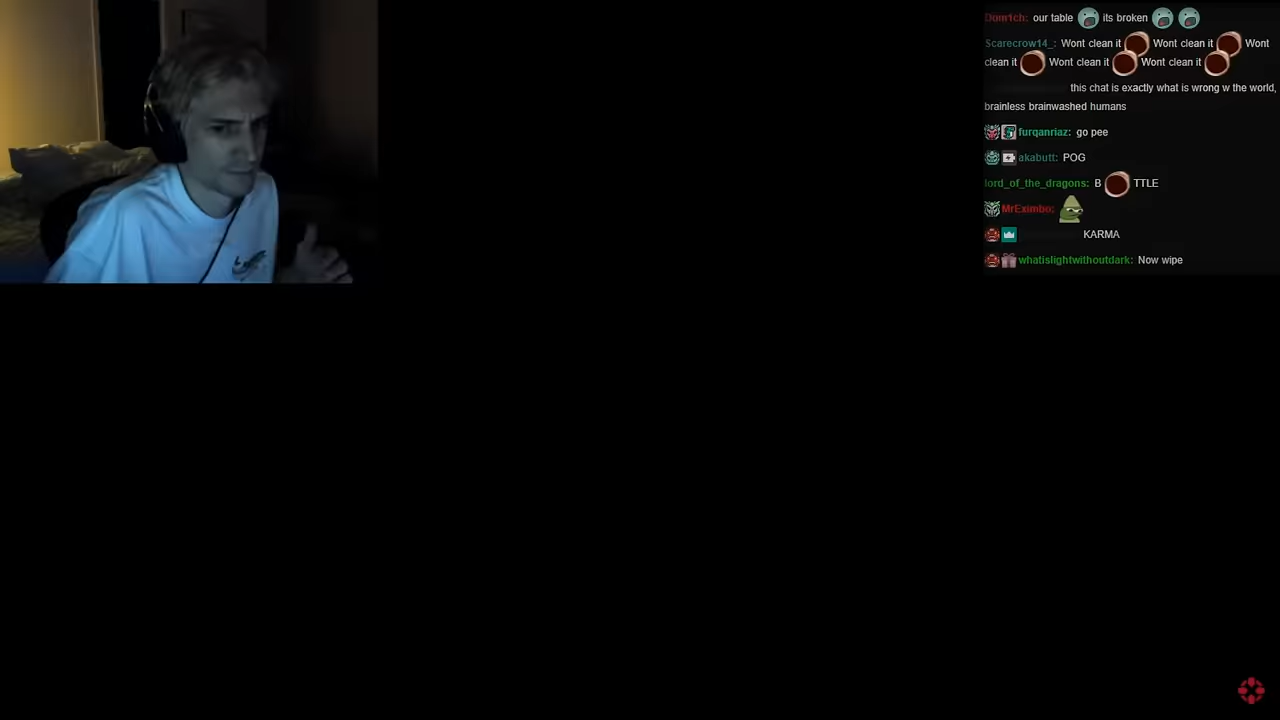 Dom1ch: our table its broken
Scarecrow14_: Wont clean it Wont clean it Wont
clean it Wont clean it Wont clean it
this chat is exactly what is wrong w the world,
brainless brainwashed humans
furqanriaz: go pee
akabutt: POG
lord_of_the_dragons: B TTLE
MrEximbo:
KARMA
whatislightwithoutdark: Now wipe